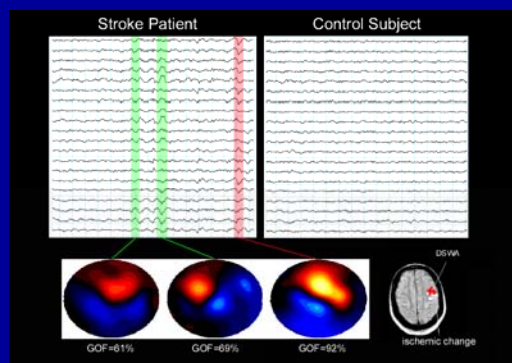 Stroke Patient
Control Subject
DSWA
ischemic change
GOF=61%
GOF=69%
GOF=92%